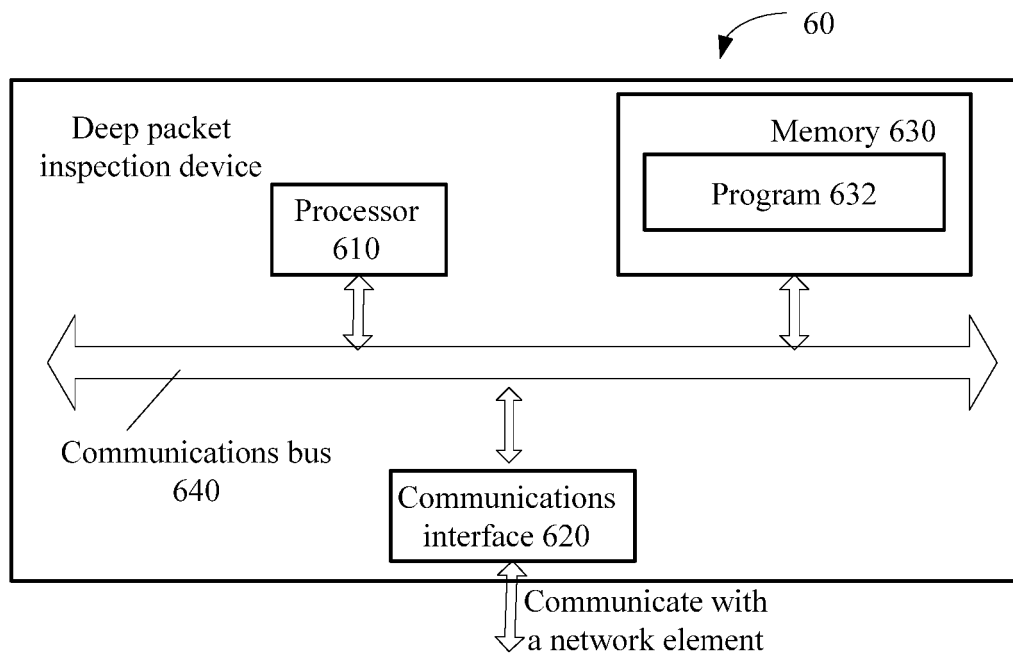 60
Deep packet
inspection device
Memory 630
Program 632
Processor
610
Communications bus
640
Communications
interface 620
Communicate with
a network element